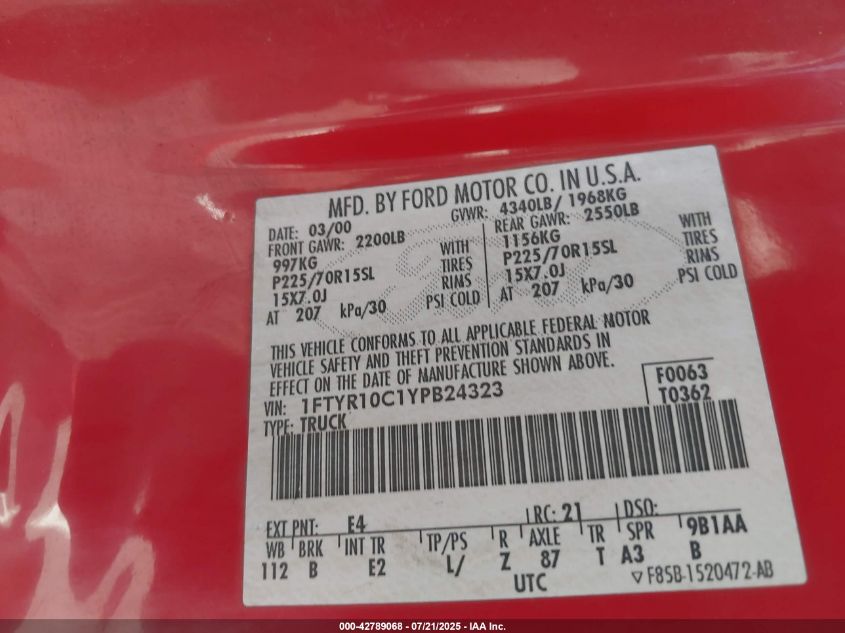 MFD. BY FORD MOTOR CO. IN U.S.A.
DATE: 03/00 GVWR: 4340LB/ 1968KG
FRONT GAWR: 2200LB REAR GAWR: 2550LB
997KG WITH 1156KG WITH
P225/70R15SL TIRES P225/70R15SL TIRES
15X7.0J RIMS 15X7.0J RIMS
AT 207 kPa/30 PSI COLD AT 207 kPa/30 PSI COLD
THIS VEHICLE CONFORMS TO ALL APPLICABLE FEDERAL MOTOR
VEHICLE SAFETY AND THEFT PREVENTION STANDARDS IN
EFFECT ON THE DATE OF MANUFACTURE SHOWN ABOVE.
VIN: 1FTYR10C1YPB24323 F0063
TYPE: TRUCK T0362
EXT PNT: E4 RC: 21 DSO:
WB BRK INT TR TP/PS R AXLE TR SPR 9B1AA
112 B E2 L/ Z 87 T A3 B
UTC ▽F85B-1520472-AB
000-42789068 - 07/21/2025 - IAA Inc.